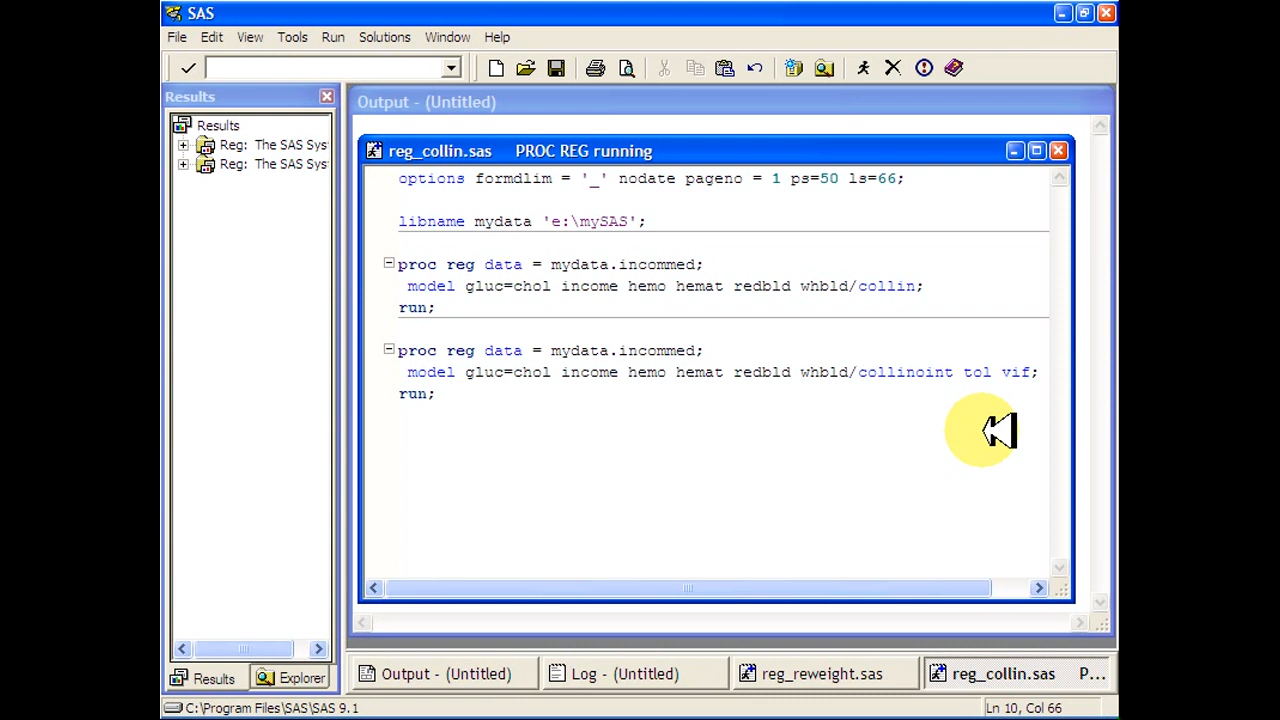 SAS
File Edit View Tools Run Solutions Window Help
Results
Output - (Untitled)
Results
Reg: The SAS Sys
Reg: The SAS Sys
reg_collin.sas PROC REG running
options formdlim = '_' nodate pageno = 1 ps=50 ls=66;
libname mydata 'e:\mySAS';
proc reg data = mydata.incommed;
model gluc=chol income hemo hemat redbld whbld/collin;
run;
proc reg data = mydata.incommed;
model gluc=chol income hemo hemat redbld whbld/collinoint tol vif;
run;
Results Explorer
Output - (Untitled) Log - (Untitled) reg_reweight.sas reg_collin.sas P...
C:\Program Files\SAS\SAS 9.1
Ln 10, Col 66